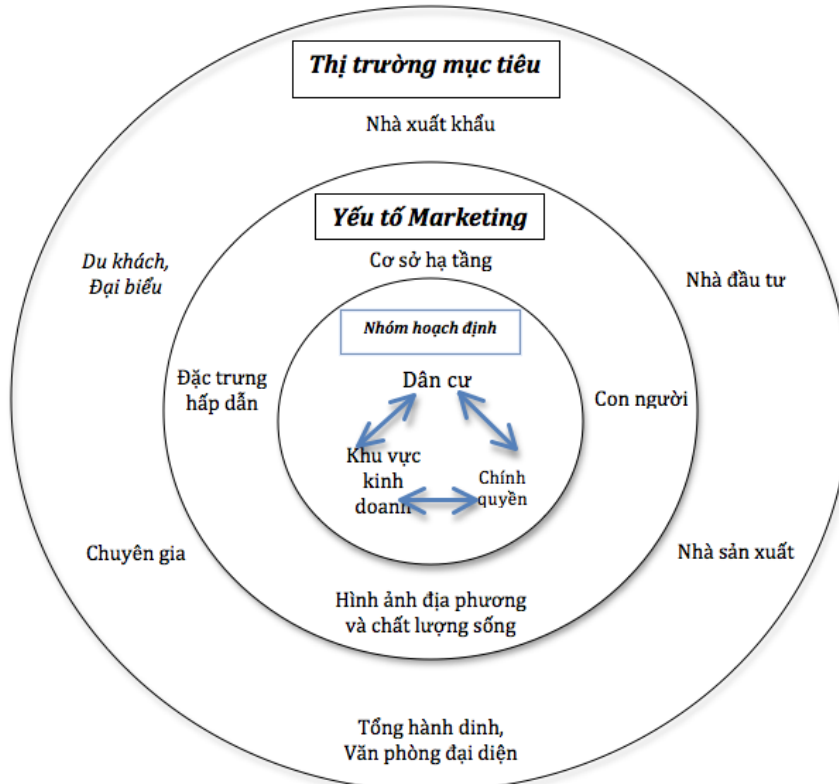 Thị trường mục tiêu
Nhà xuất khẩu
Yếu tố Marketing
Cơ sở hạ tầng
Du khách,
Đại biểu
Nhà đầu tư
Nhóm hoạch định
Dân cư
Đặc trưng
hấp dẫn
Con người
Khu vực
kinh
doanh
Chính
quyền
Chuyên gia
Nhà sản xuất
Hình ảnh địa phương
và chất lượng sống
Tổng hành dinh,
Văn phòng đại diện